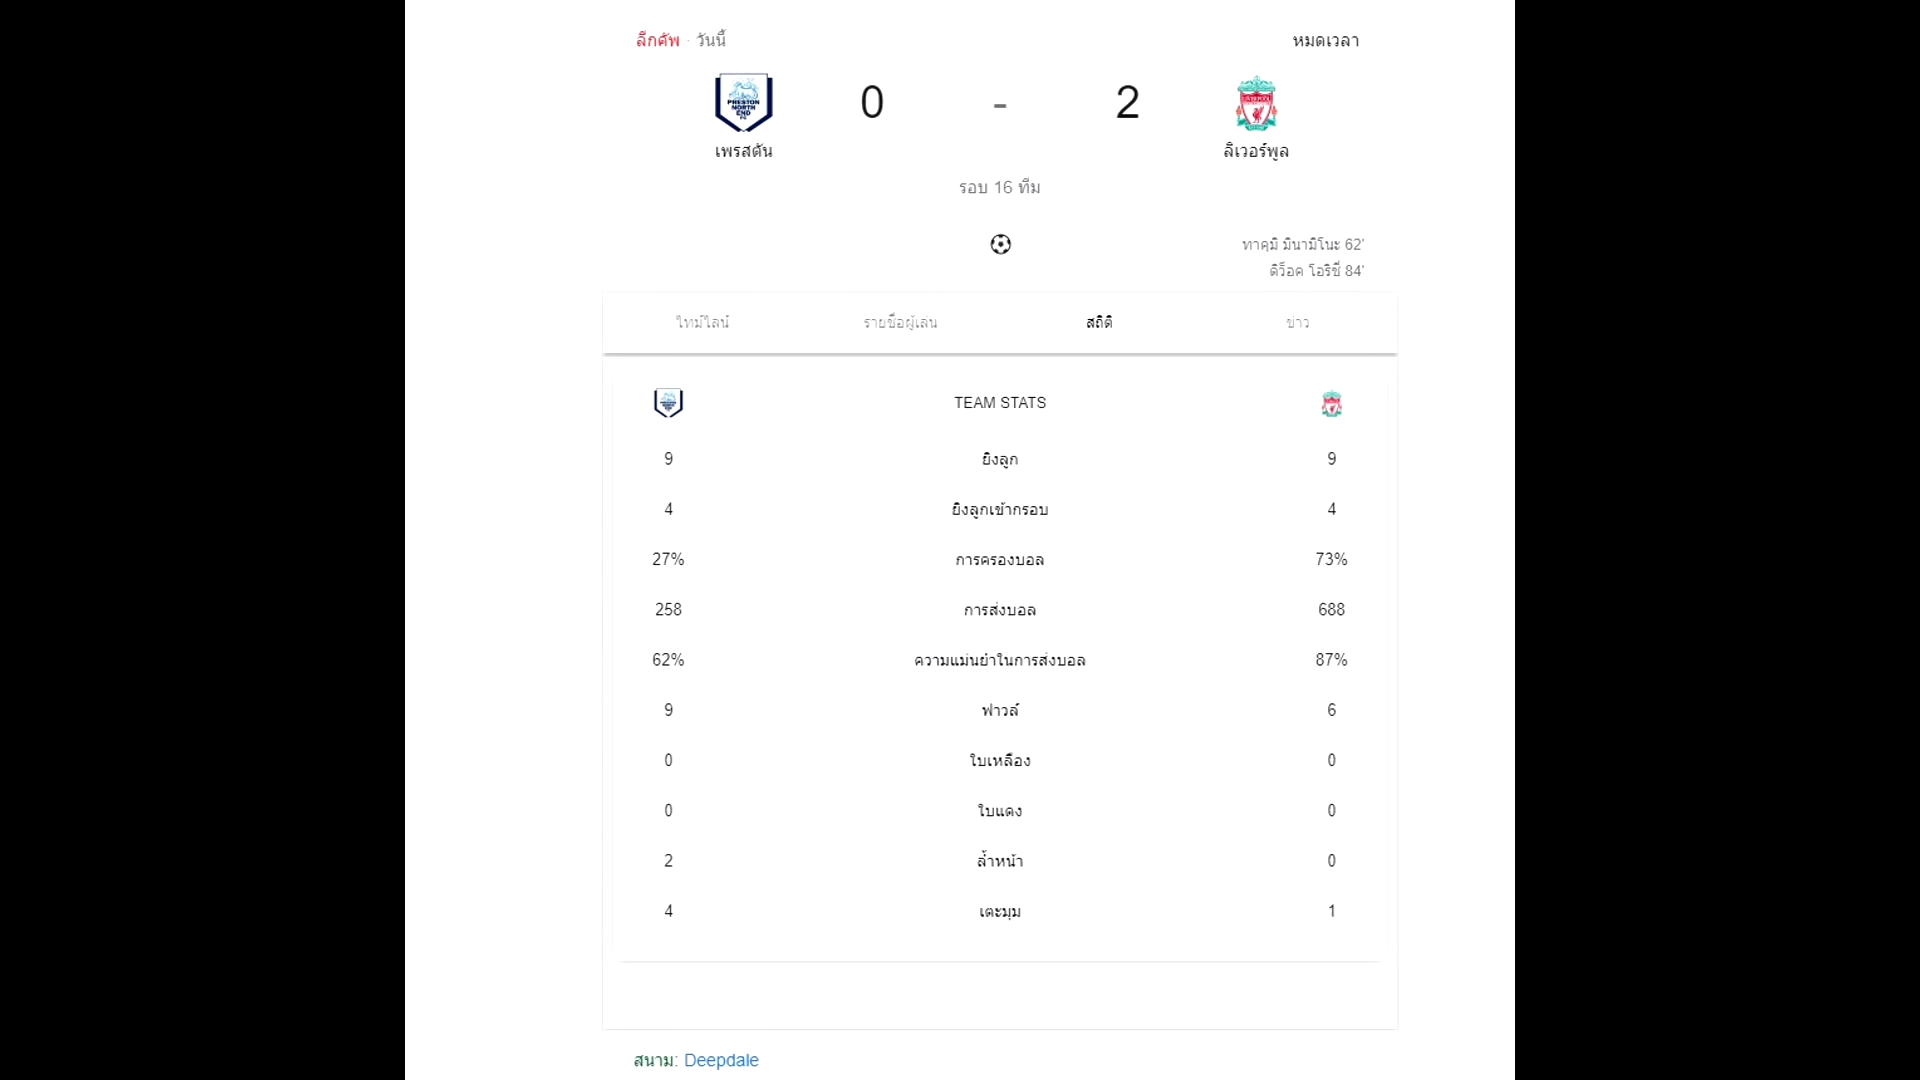 ลีกคัพ · วันนี้ หมดเวลา
PRESTON
NORTH
END
FC
0 - 2
เพรสตัน ลิเวอร์พูล
รอบ 16 ทีม
ทาคุมิ มินามิโนะ 62'
ดิว็อค โอริชี่ 84'
ไทม์ไลน์ รายชื่อผู้เล่น สถิติ ข่าว
TEAM STATS
9 ยิงลูก 9
4 ยิงลูกเข้ากรอบ 4
27% การครองบอล 73%
258 การส่งบอล 688
62% ความแม่นยำในการส่งบอล 87%
9 ฟาวล์ 6
0 ใบเหลือง 0
0 ใบแดง 0
2 ล้ำหน้า 0
4 เตะมุม 1
สนาม: Deepdale